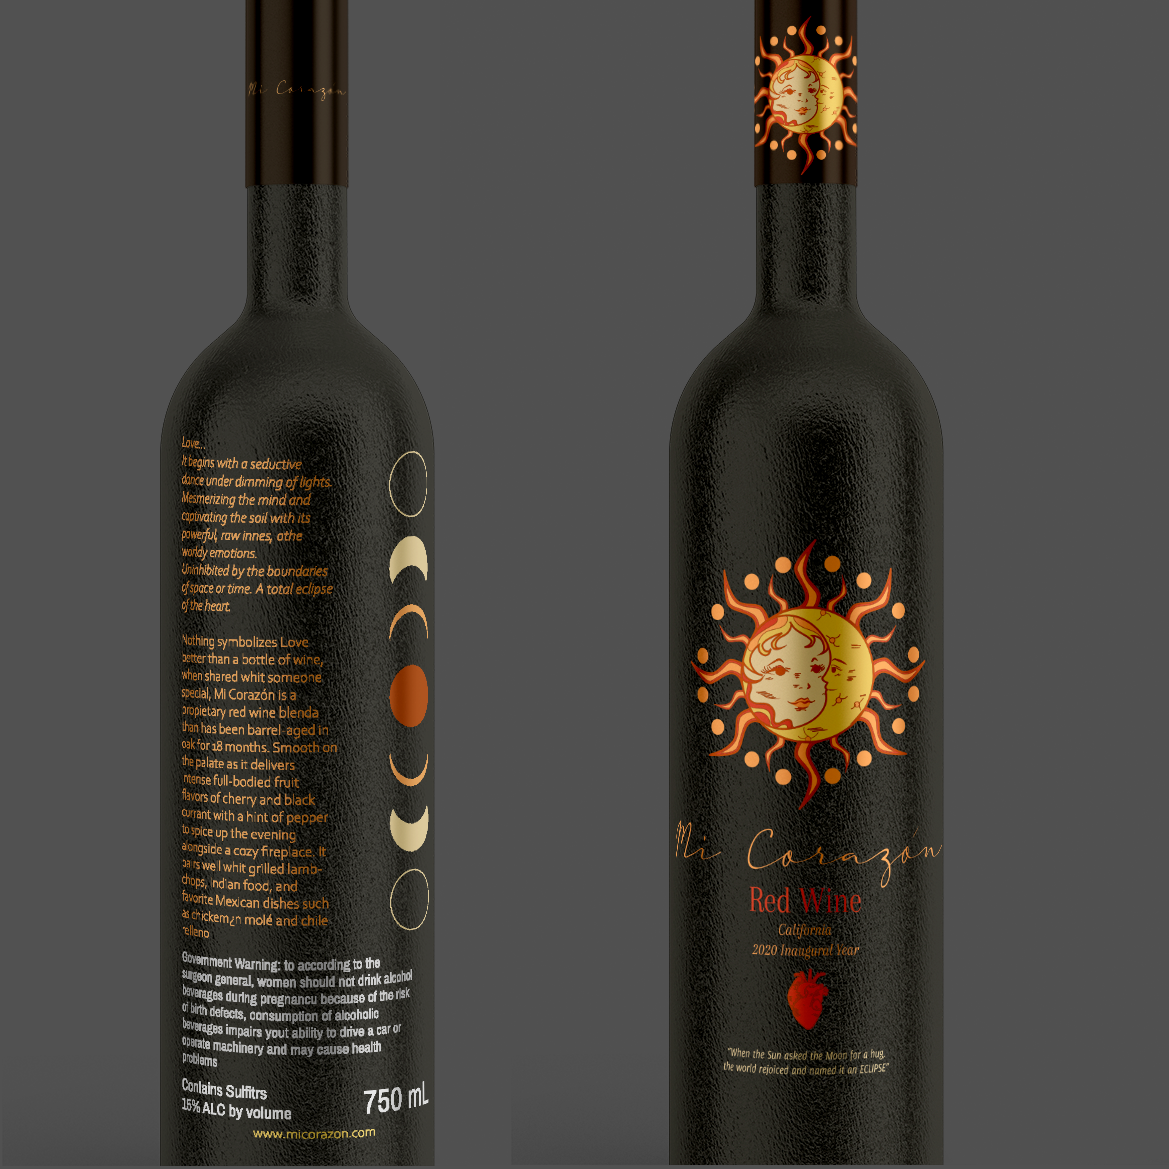 Mi Corazón
Love...
It begins with a seductive
dance under dimming of lights.
Mesmerizing the mind and
captivating the soil with its
powerful, raw innes, othe
worldy emotions.
Uninhibited by the boundaries
of space or time. A total eclipse
of the heart.
Nothing symbolizes Love
better than a bottle of wine,
when shared whit someone
special, Mi Corazón is a
propietary red wine blenda
than has been barrel-aged in
oak for 18 months. Smooth on
the palate as it delivers
intense full-bodied fruit
flavors of cherry and black
currant with a hint of pepper
to spice up the evening
alongside a cozy fireplace. It
pairs well whit grilled lamb-
chops, Indian food, and
favorite Mexican dishes such
as chickem¿n molé and chile
relleno
Government Warning: to according to the
surgeon general, women should not drink alcohol
beverages during pregnancu because of the risk
of birth defects, consumption of alcoholic
beverages impairs yout ability to drive a car or
operate machinery and may cause health
problems
Contains Sulfitrs
15% ALC by volume
750 mL
www.micorazon.com
Mi Corazón
Red Wine
California
2020 Inaugural Year
"When the Sun asked the Moon for a hug,
the world rejoiced and named it an ECLIPSE"